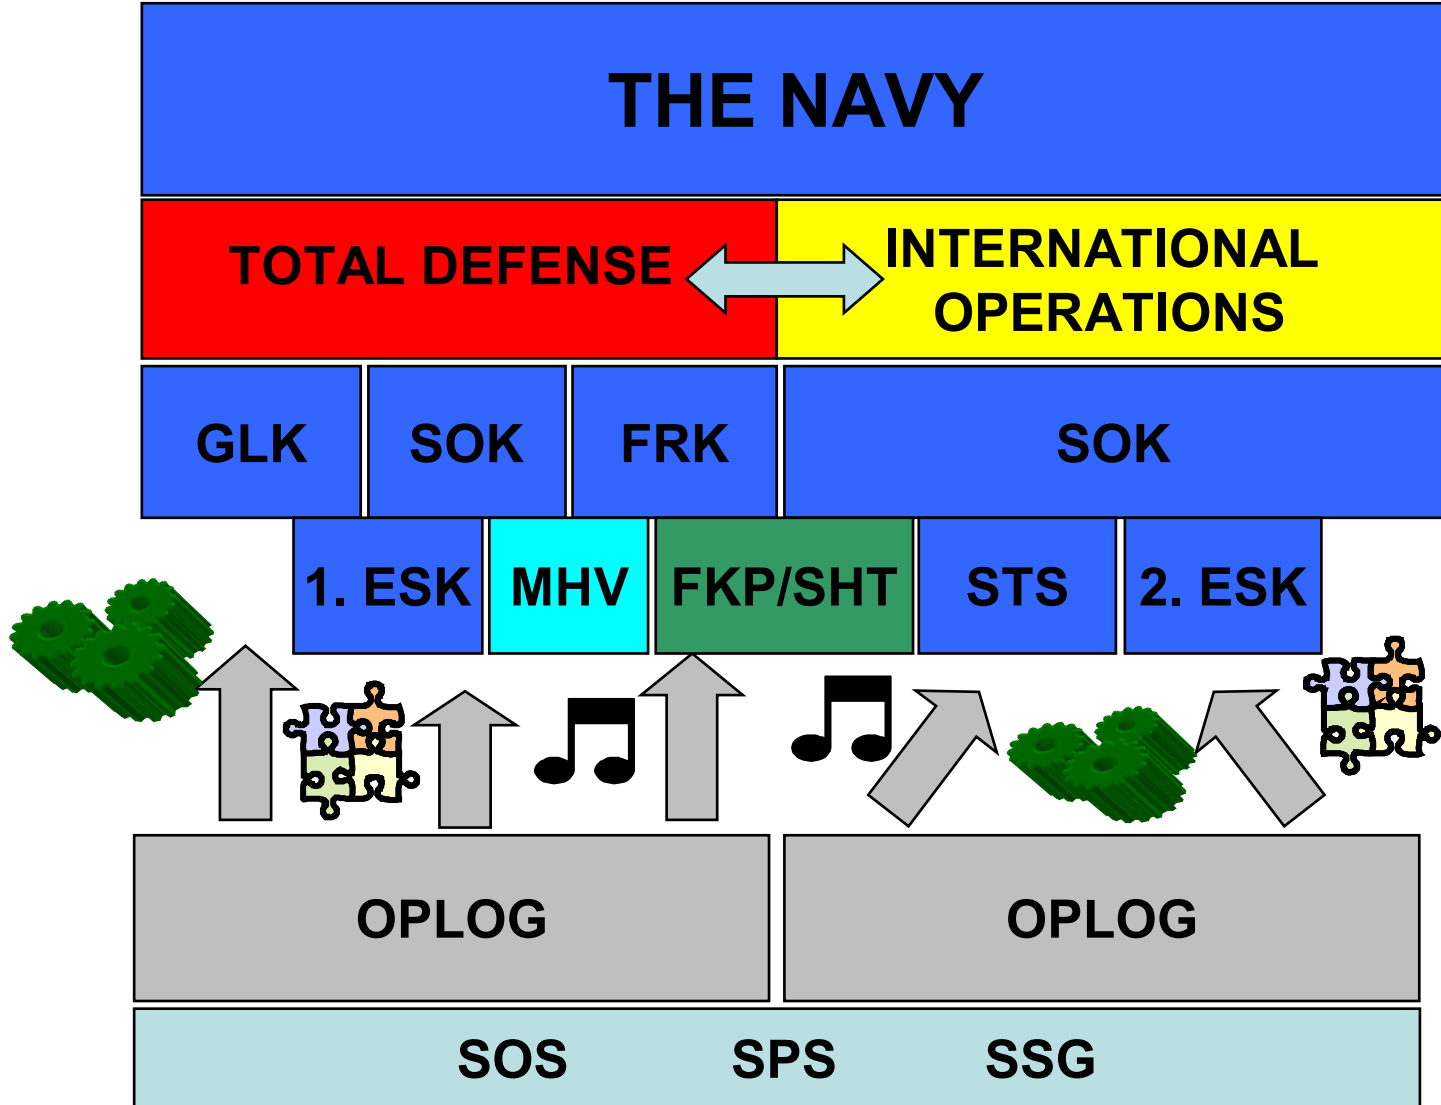 THE NAVY
TOTAL DEFENSE
INTERNATIONAL
OPERATIONS
GLK
SOK
FRK
SOK
1. ESK
MHV
FKP/SHT
STS
2. ESK
OPLOG
OPLOG
SOS SPS SSG